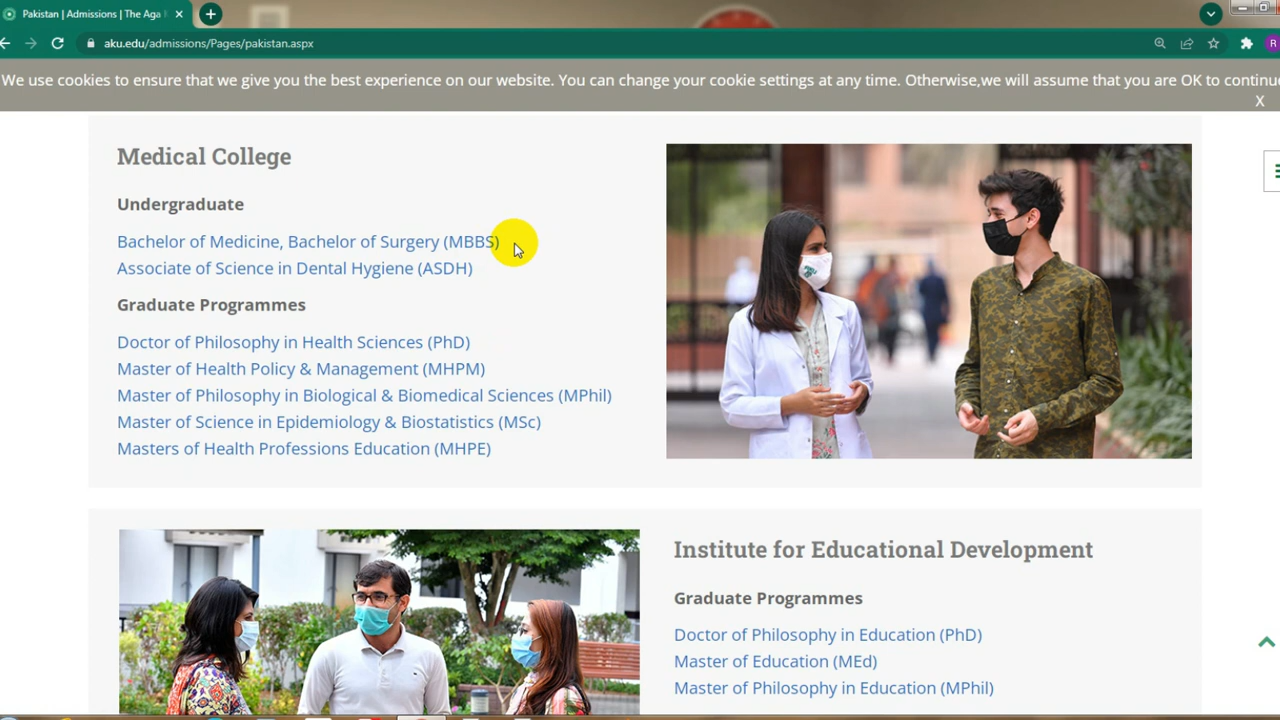 Pakistan | Admissions | The Aga
aku.edu/admissions/Pages/pakistan.aspx
R
We use cookies to ensure that we give you the best experience on our website. You can change your cookie settings at any time. Otherwise,we will assume that you are OK to continue
X
Medical College
Undergraduate
Bachelor of Medicine, Bachelor of Surgery (MBBS)
Associate of Science in Dental Hygiene (ASDH)
Graduate Programmes
Doctor of Philosophy in Health Sciences (PhD)
Master of Health Policy & Management (MHPM)
Master of Philosophy in Biological & Biomedical Sciences (MPhil)
Master of Science in Epidemiology & Biostatistics (MSc)
Masters of Health Professions Education (MHPE)
Institute for Educational Development
Graduate Programmes
Doctor of Philosophy in Education (PhD)
Master of Education (MEd)
Master of Philosophy in Education (MPhil)